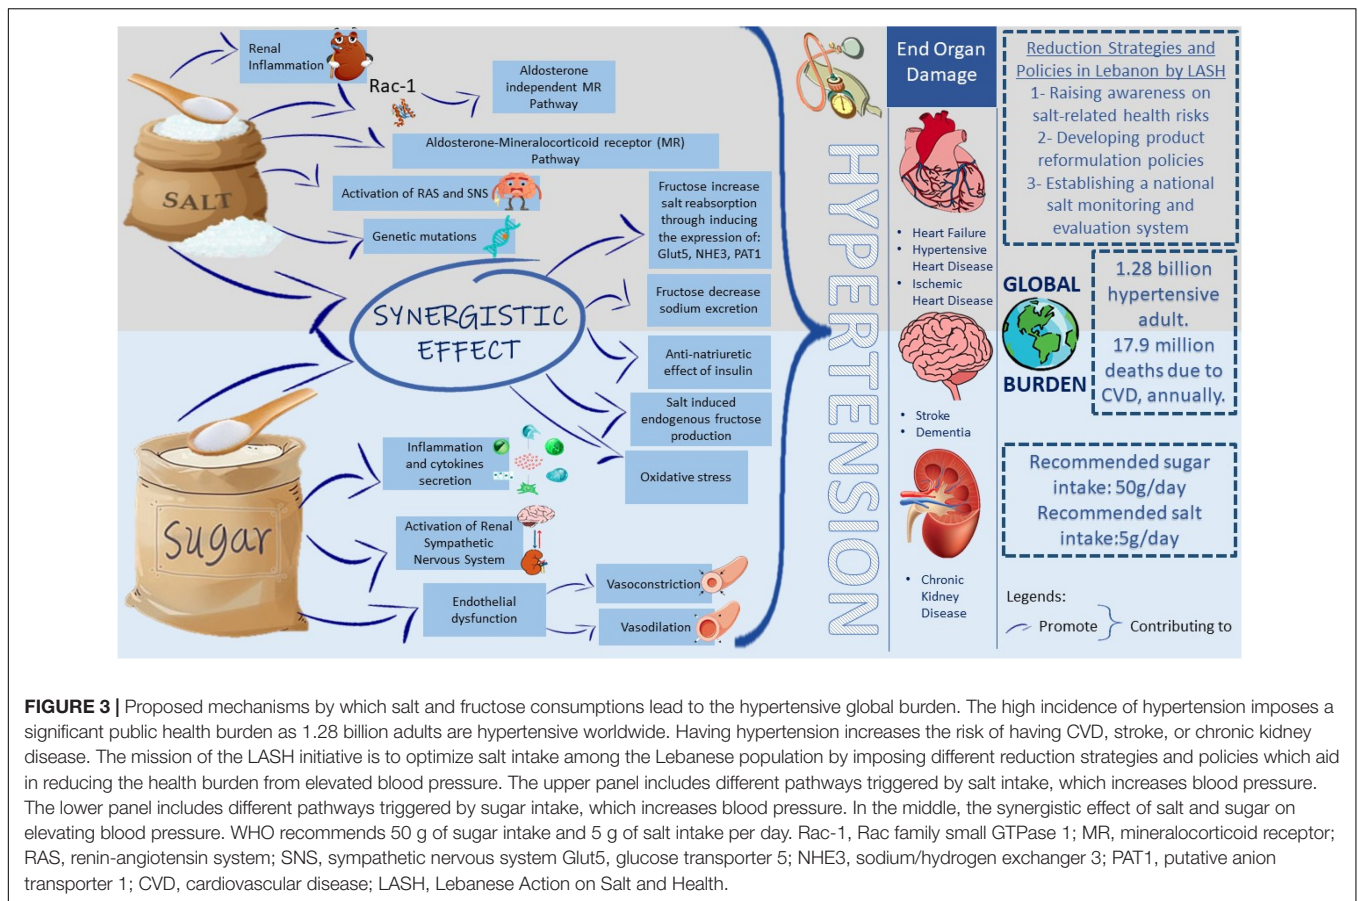 Renal
Inflammation
Rac-1
Aldosterone
independent MR
Pathway
Aldosterone-Mineralocorticoid receptor (MR)
Pathway
SALT
Activation of RAS and SNS
Genetic mutations
SYNERGISTIC
EFFECT
Fructose increase
salt reabsorption
through inducing
the expression of:
Glut5, NHE3, PAT1
Fructose decrease
sodium excretion
Anti-natriuretic
effect of insulin
Salt induced
endogenous fructose
production
Oxidative stress
Sugar
Inflammation
and cytokines
secretion
Activation of Renal
Sympathetic
Nervous System
Endothelial
dysfunction
Vasoconstriction
Vasodilation
HYPERTENSION
End Organ
Damage
• Heart Failure
• Hypertensive
Heart Disease
• Ischemic
Heart Disease
• Stroke
• Dementia
• Chronic
Kidney
Disease
Reduction Strategies and
Policies in Lebanon by LASH
1- Raising awareness on
salt-related health risks
2- Developing product
reformulation policies
3- Establishing a national
salt monitoring and
evaluation system
GLOBAL
BURDEN
1.28 billion
hypertensive
adult.
17.9 million
deaths due to
CVD, annually.
Recommended sugar
intake: 50g/day
Recommended salt
intake:5g/day
Legends:
Promote
Contributing to
FIGURE 3 | Proposed mechanisms by which salt and fructose consumptions lead to the hypertensive global burden. The high incidence of hypertension imposes a
significant public health burden as 1.28 billion adults are hypertensive worldwide. Having hypertension increases the risk of having CVD, stroke, or chronic kidney
disease. The mission of the LASH initiative is to optimize salt intake among the Lebanese population by imposing different reduction strategies and policies which aid
in reducing the health burden from elevated blood pressure. The upper panel includes different pathways triggered by salt intake, which increases blood pressure.
The lower panel includes different pathways triggered by sugar intake, which increases blood pressure. In the middle, the synergistic effect of salt and sugar on
elevating blood pressure. WHO recommends 50 g of sugar intake and 5 g of salt intake per day. Rac-1, Rac family small GTPase 1; MR, mineralocorticoid receptor;
RAS, renin-angiotensin system; SNS, sympathetic nervous system Glut5, glucose transporter 5; NHE3, sodium/hydrogen exchanger 3; PAT1, putative anion
transporter 1; CVD, cardiovascular disease; LASH, Lebanese Action on Salt and Health.